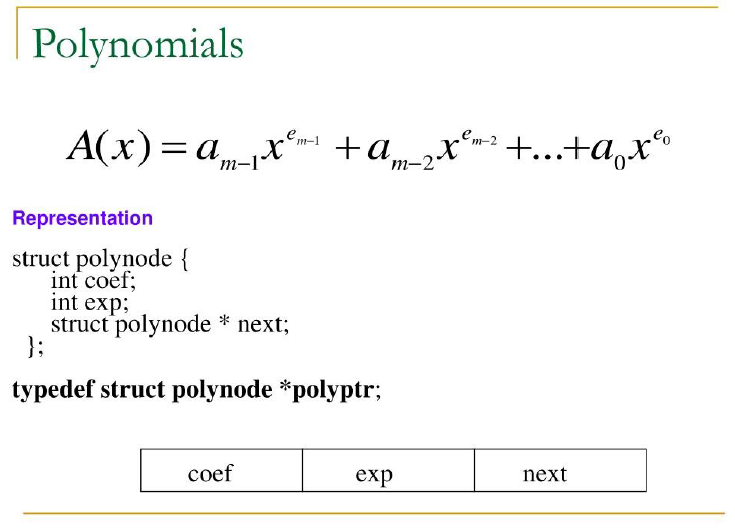 Polynomials
A(x) = a_{m−1}x^{e_{m−1}} + a_{m−2}x^{e_{m−2}} +...+a_0x^{e_0}
Representation
struct polynode {
int coef;
int exp;
struct polynode * next;
};
typedef struct polynode *polyptr;
coef exp next